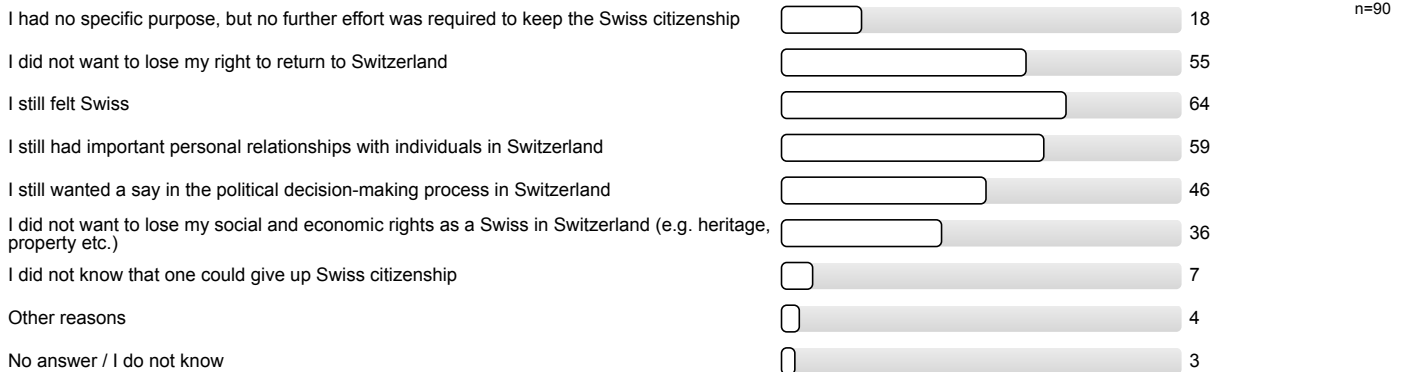 I had no specific purpose, but no further effort was required to keep the Swiss citizenship 18 n=90
I did not want to lose my right to return to Switzerland 55
I still felt Swiss 64
I still had important personal relationships with individuals in Switzerland 59
I still wanted a say in the political decision-making process in Switzerland 46
I did not want to lose my social and economic rights as a Swiss in Switzerland (e.g. heritage,
property etc.) 36
I did not know that one could give up Swiss citizenship 7
Other reasons 4
No answer / I do not know 3